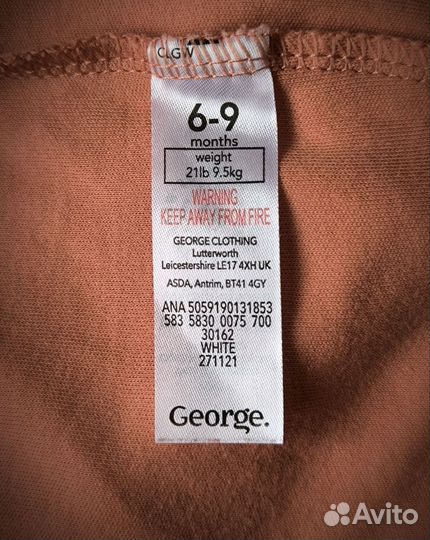 C.G.W
6-9
months
weight
21lb 9.5kg
WARNING
KEEP AWAY FROM FIRE
GEORGE CLOTHING
Lutterworth
Leicestershire LE17 4XH UK
ASDA, Antrim, BT41 4GY
ANA 5059190131853
583 5830 0075 700
30162
WHITE
271121
George.
Avito